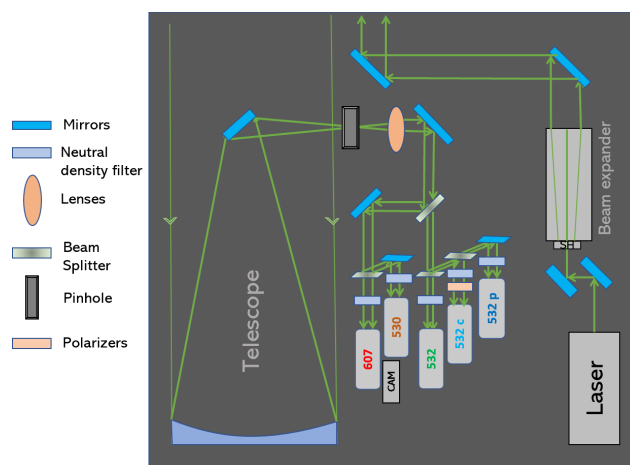 Mirrors
Neutral
density filter
Lenses
Beam
Splitter
Pinhole
Polarizers
Telescope
607
530
CAM
532
532 c
532 p
Beam expander
SH
Laser